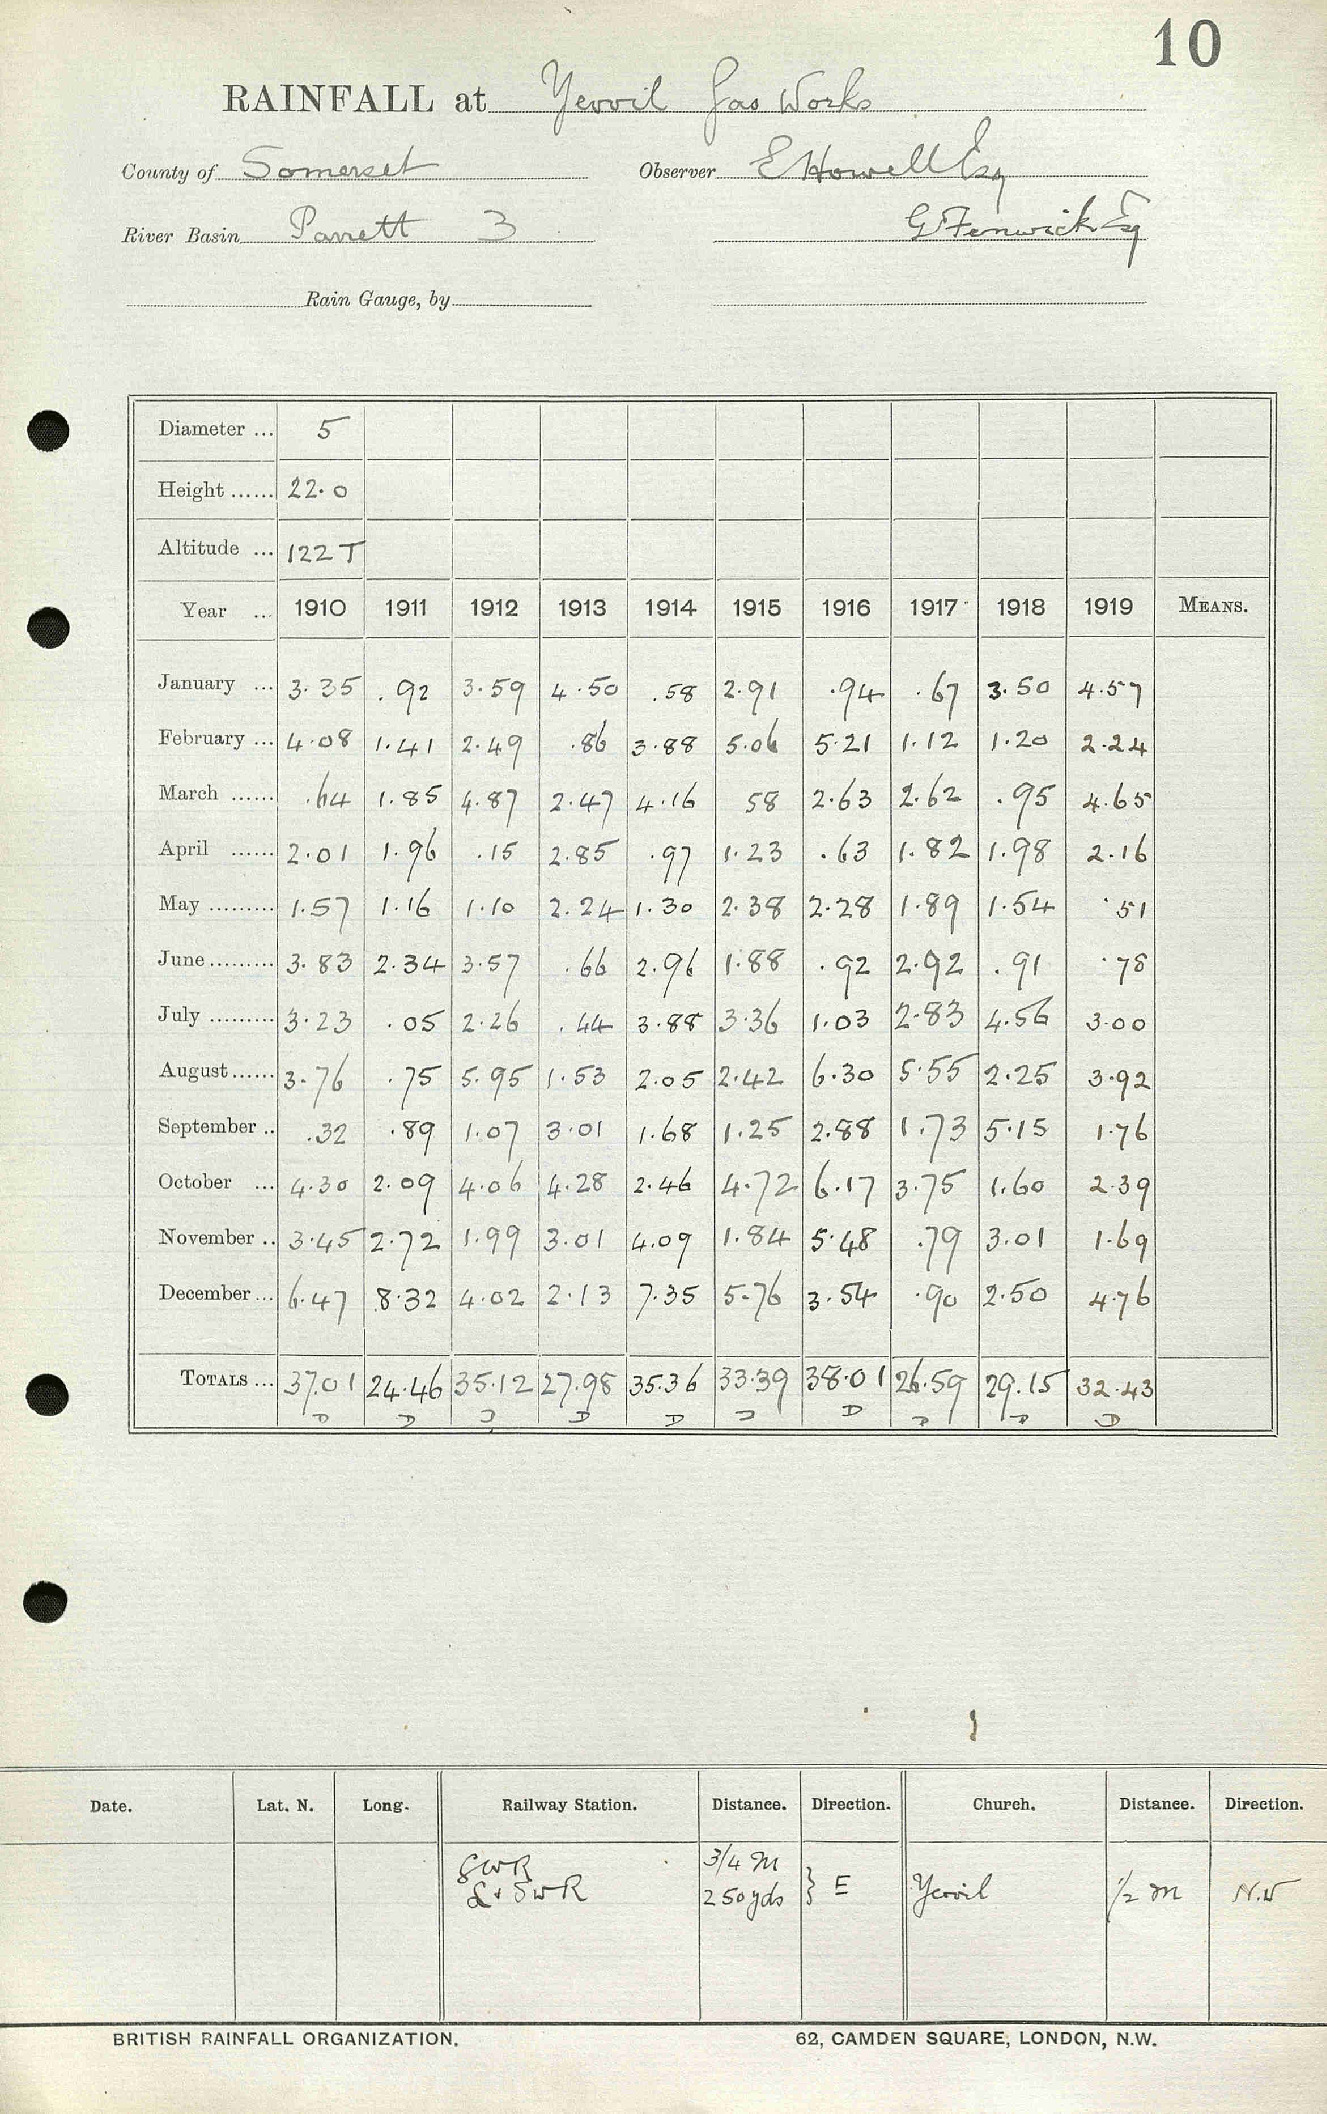 10
RAINFALL at Yeovil Gas Works
County of Somerset Observer E Howell Esq
River Basin Parrett 3 G Fenwick Esq
Rain Gauge, by
Diameter ... 5
Height ...... 22.0
Altitude ... 122 T
Year ... 1910 1911 1912 1913 1914 1915 1916 1917 1918 1919 MEANS.
January ... 3.35 .92 3.59 4.50 .58 2.91 .94 .67 3.50 4.57
February ... 4.08 1.41 2.49 .86 3.88 5.06 5.21 1.12 1.20 2.24
March ...... .64 1.85 4.87 2.47 4.16 58 2.63 2.62 .95 4.65
April ...... 2.01 1.96 .15 2.85 .97 1.23 .63 1.82 1.98 2.16
May ......... 1.57 1.16 1.10 2.24 1.30 2.38 2.28 1.89 1.54 .51
June ......... 3.83 2.34 3.57 .66 2.96 1.88 .92 2.92 .91 .78
July ......... 3.23 .05 2.26 .44 3.88 3.36 1.03 2.83 4.56 3.00
August ...... 3.76 .75 5.95 1.53 2.05 2.42 6.30 5.55 2.25 3.92
September .. .32 .89 1.07 3.01 1.68 1.25 2.88 1.73 5.15 1.76
October ... 4.30 2.09 4.06 4.28 2.46 4.72 6.17 3.75 1.60 2.39
November .. 3.45 2.72 1.99 3.01 4.09 1.84 5.48 .79 3.01 1.69
December ... 6.47 8.32 4.02 2.13 7.35 5.76 3.54 .90 2.50 4.76
TOTALS ... 37.01 24.46 35.12 27.98 35.36 33.39 38.01 26.59 29.15 32.43
D D D D D D D D D D
Date. Lat. N. Long. Railway Station. Distance. Direction. Church. Distance. Direction.
GWR 3/4 m
L & SWR 250 yds } E Yeovil 1/2 m N.W
BRITISH RAINFALL ORGANIZATION. 62, CAMDEN SQUARE, LONDON, N.W.